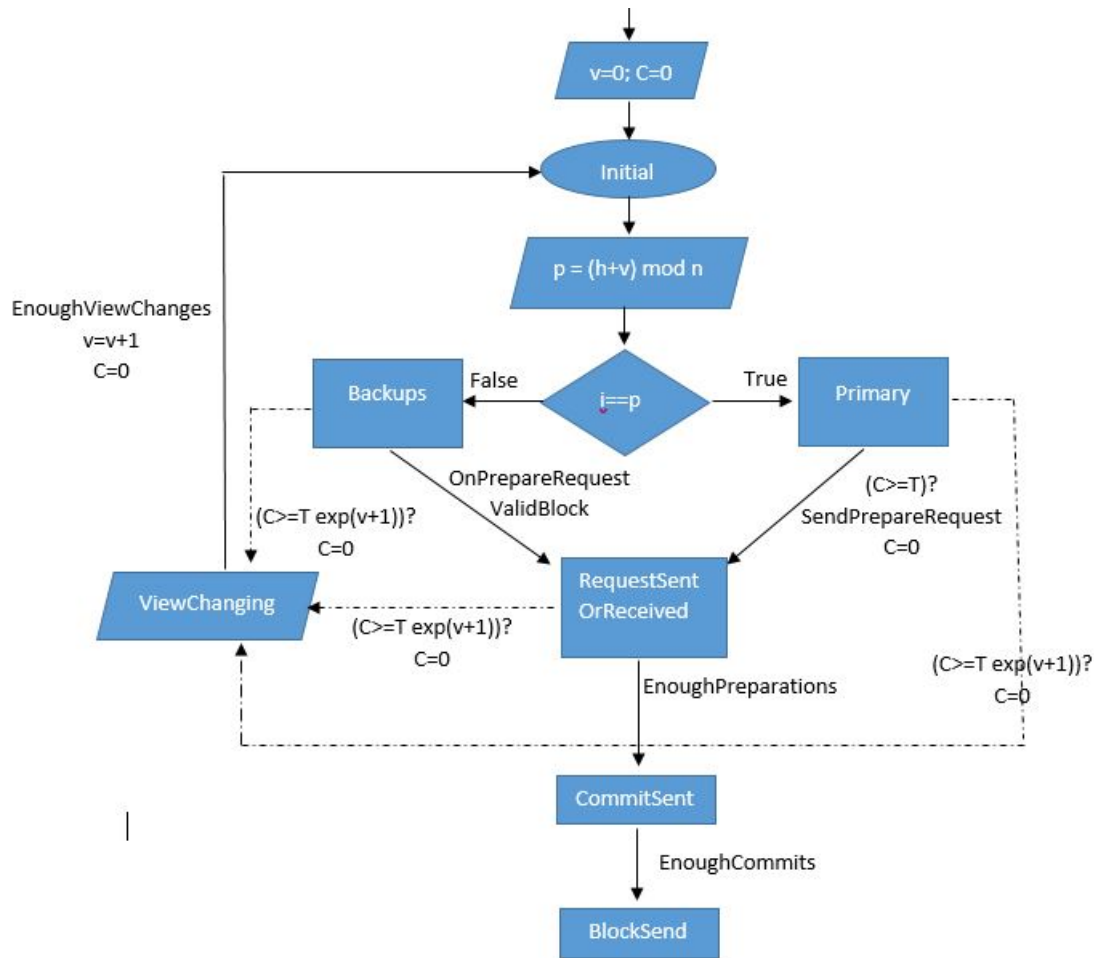 v=0; C=0
Initial
p = (h+v) mod n
EnoughViewChanges
v=v+1
C=0
Backups
False
i==p
True
Primary
OnPrepareRequest
ValidBlock
(C>=T)?
SendPrepareRequest
C=0
(C>=T exp(v+1))?
C=0
ViewChanging
RequestSent
OrReceived
(C>=T exp(v+1))?
C=0
(C>=T exp(v+1))?
C=0
EnoughPreparations
CommitSent
EnoughCommits
BlockSend